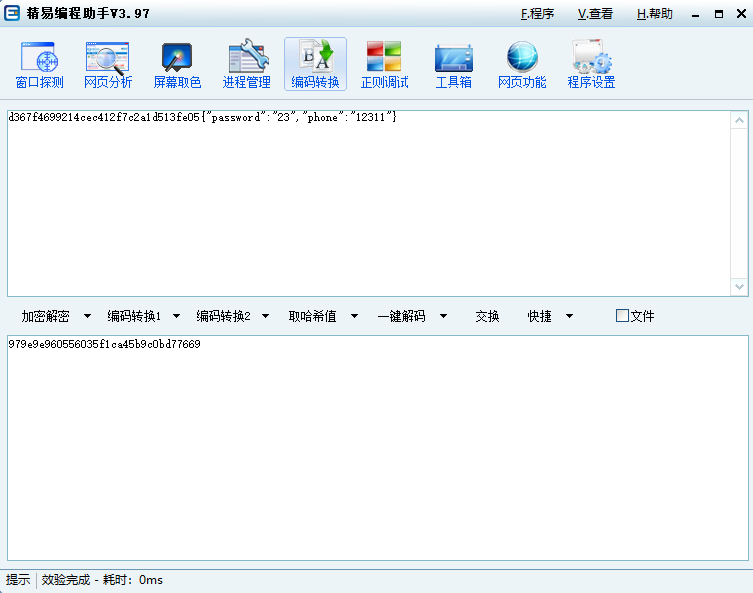 精易编程助手V3.97
F.程序 V.查看 H.帮助
窗口探测 网页分析 屏幕取色 进程管理 编码转换 正则调试 工具箱 网页功能 程序设置
d367f4699214cec412f7c2a1d513fe05{"password":"23","phone":"12311"}
加密解密 编码转换1 编码转换2 取哈希值 一键解码 交换 快捷 文件
979e9e960556035f1ca45b9c0bd77669
提示 效验完成 - 耗时：0ms